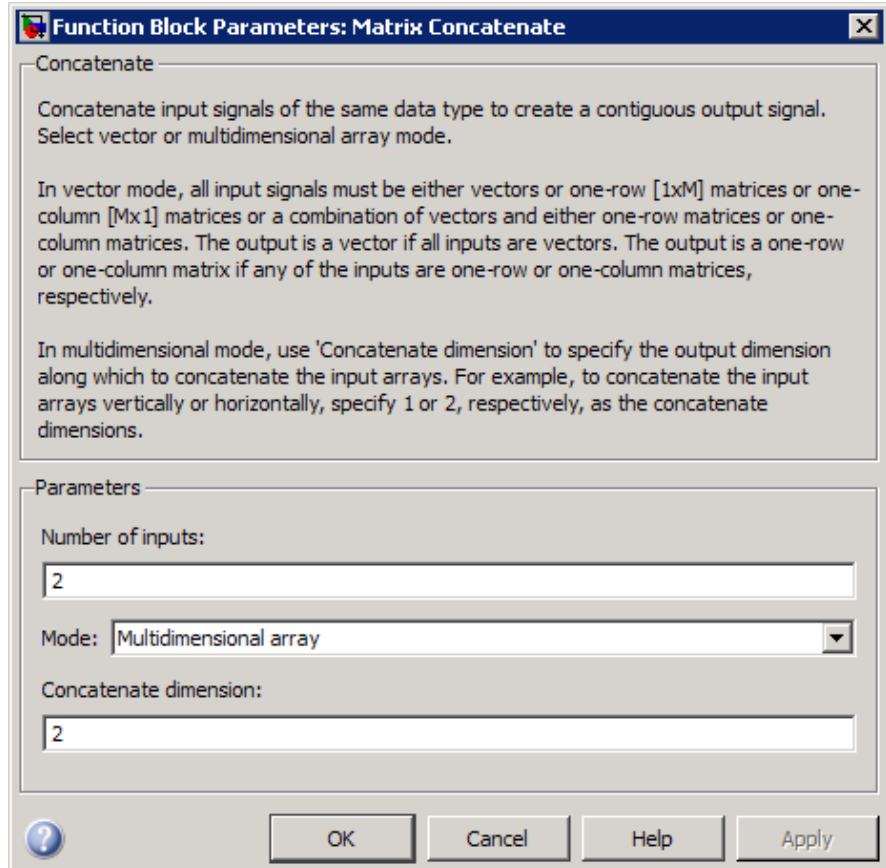 Function Block Parameters: Matrix Concatenate
Concatenate
Concatenate input signals of the same data type to create a contiguous output signal.
Select vector or multidimensional array mode.
In vector mode, all input signals must be either vectors or one-row [1xM] matrices or one-
column [Mx1] matrices or a combination of vectors and either one-row matrices or one-
column matrices. The output is a vector if all inputs are vectors. The output is a one-row
or one-column matrix if any of the inputs are one-row or one-column matrices,
respectively.
In multidimensional mode, use 'Concatenate dimension' to specify the output dimension
along which to concatenate the input arrays. For example, to concatenate the input
arrays vertically or horizontally, specify 1 or 2, respectively, as the concatenate
dimensions.
Parameters
Number of inputs:
2
Mode: Multidimensional array
Concatenate dimension:
2
? OK Cancel Help Apply